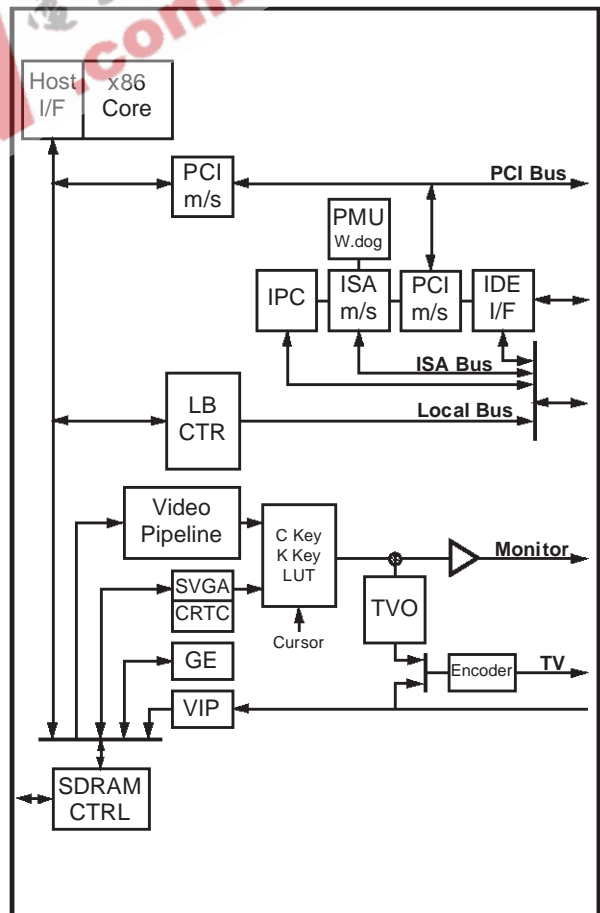 .com
Host
I/F
x86
Core
PCI
m/s
PCI Bus
PMU
W.dog
IPC
ISA
m/s
PCI
m/s
IDE
I/F
ISA Bus
LB
CTR
Local Bus
Video
Pipeline
C Key
K Key
LUT
Monitor
SVGA
CRTC
TVO
Cursor
GE
Encoder
TV
VIP
SDRAM
CTRL